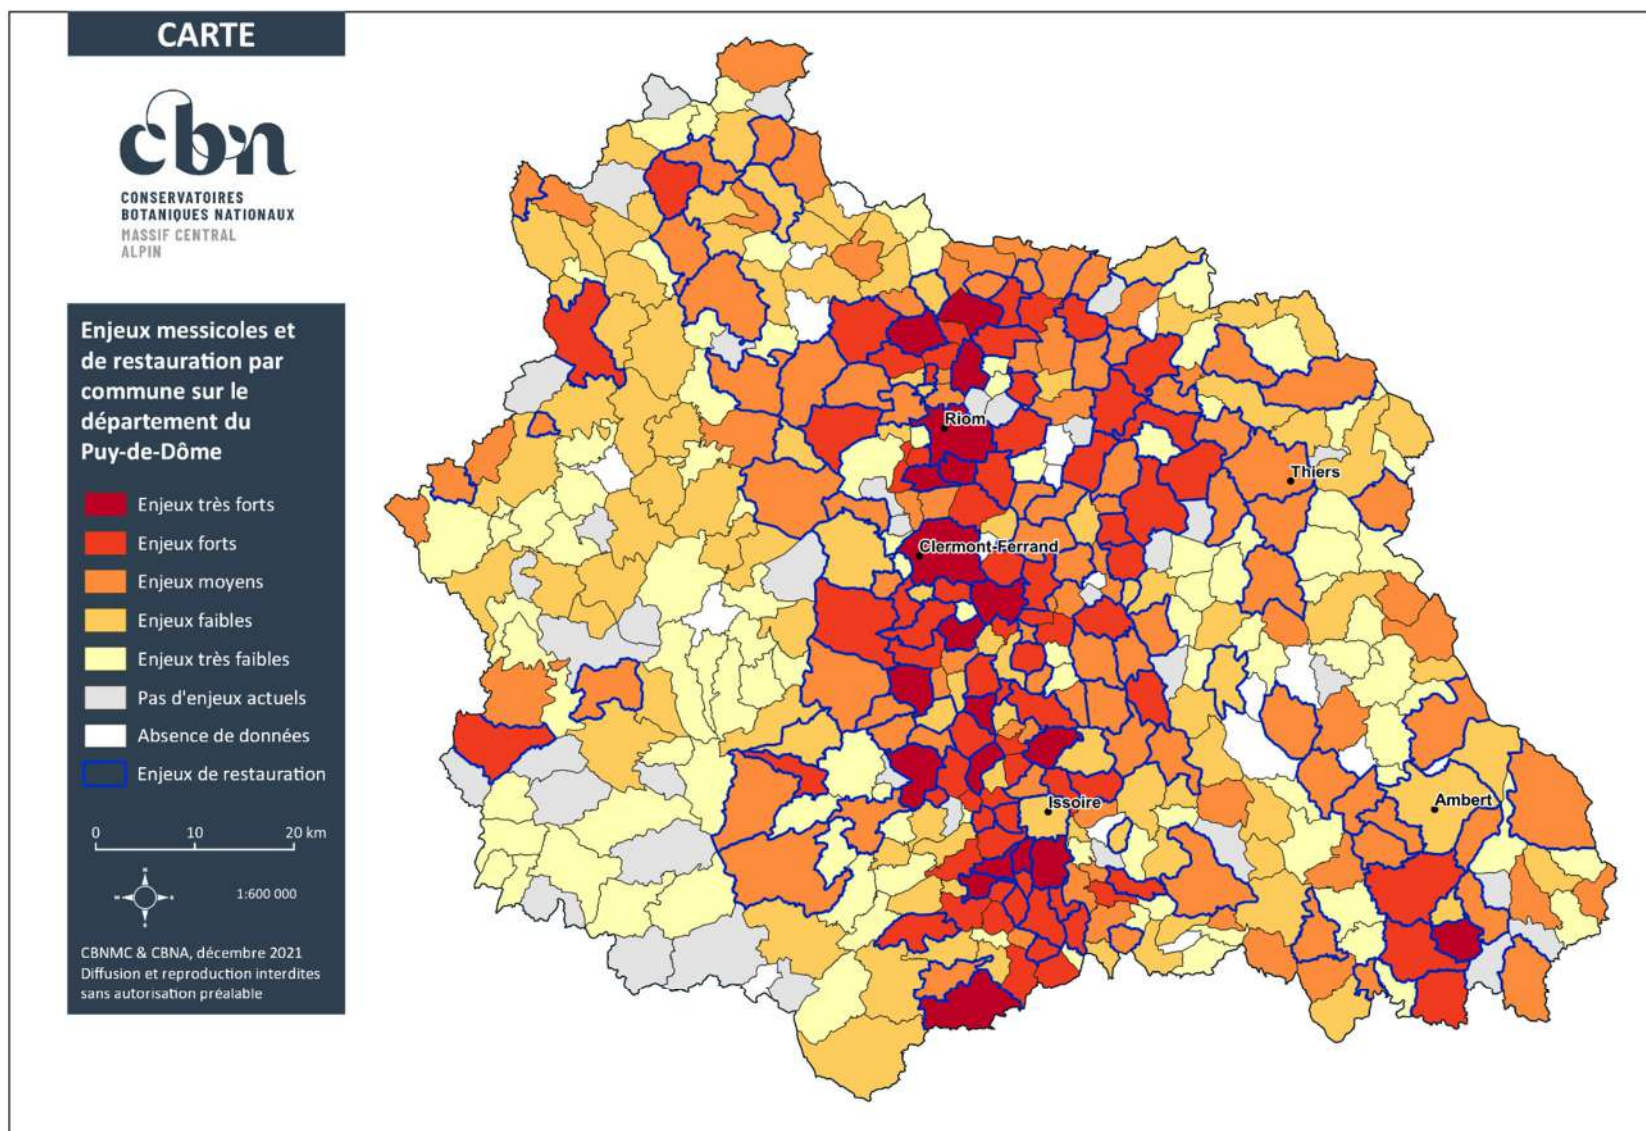 CARTE
cbn
CONSERVATOIRES
BOTANIQUES NATIONAUX
MASSIF CENTRAL
ALPIN
Enjeux messicoles et
de restauration par
commune sur le
département du
Puy-de-Dôme
Enjeux très forts
Enjeux forts
Enjeux moyens
Enjeux faibles
Enjeux très faibles
Pas d'enjeux actuels
Absence de données
Enjeux de restauration
0 10 20 km
1:600 000
CBNMC & CBNA, décembre 2021
Diffusion et reproduction interdites
sans autorisation préalable
Riom
Thiers
Clermont-Ferrand
Issoire
Ambert